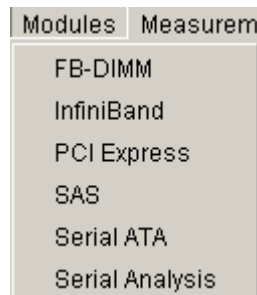 Modules Measurem
FB-DIMM
InfiniBand
PCI Express
SAS
Serial ATA
Serial Analysis